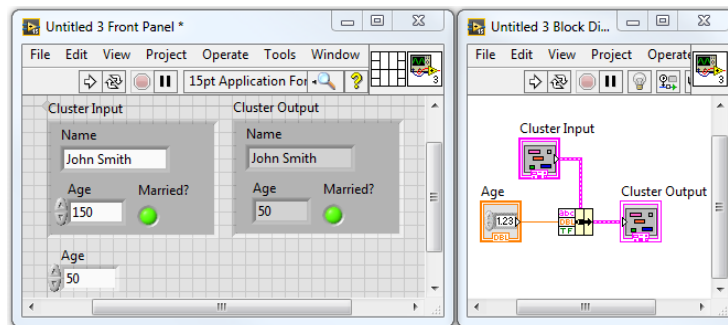 Untitled 3 Front Panel *
File Edit View Project Operate Tools Window
15pt Application For
3
Cluster Input
Name
John Smith
Age
150
Married?
Cluster Output
Name
John Smith
Age
50
Married?
Age
50
Untitled 3 Block Di...
File Edit View Project Operate
3
Cluster Input
Age
1.23
DBL
abc
DBL
TF
Cluster Output